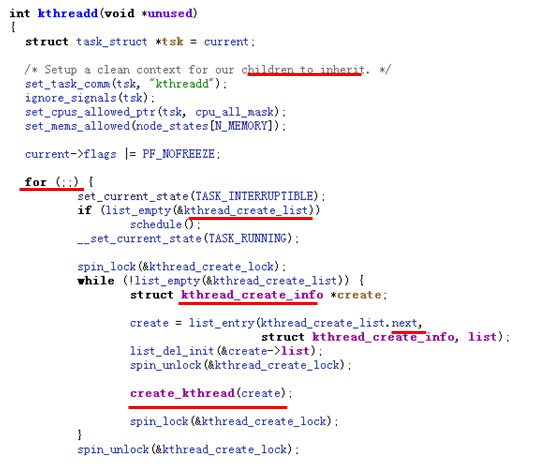 int kthreadd(void *unused)
{
struct task_struct *tsk = current;
/* Setup a clean context for our children to inherit. */
set_task_comm(tsk, "kthreadd");
ignore_signals(tsk);
set_cpus_allowed_ptr(tsk, cpu_all_mask);
set_mems_allowed(node_states[N_MEMORY]);
current->flags |= PF_NOFREEZE;
for (;;) {
set_current_state(TASK_INTERRUPTIBLE);
if (list_empty(&kthread_create_list))
schedule();
__set_current_state(TASK_RUNNING);
spin_lock(&kthread_create_lock);
while (!list_empty(&kthread_create_list)) {
struct kthread_create_info *create;
create = list_entry(kthread_create_list.next,
struct kthread_create_info, list);
list_del_init(&create->list);
spin_unlock(&kthread_create_lock);
create_kthread(create);
spin_lock(&kthread_create_lock);
}
spin_unlock(&kthread_create_lock);